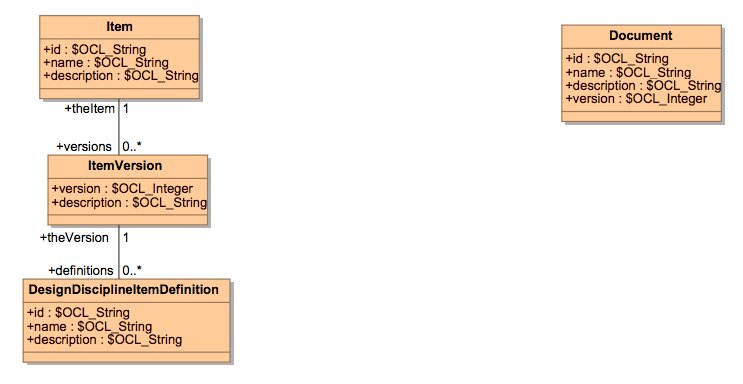 Item
+id : $OCL_String
+name : $OCL_String
+description : $OCL_String
+theItem 1
+versions 0..*
ItemVersion
+version : $OCL_Integer
+description : $OCL_String
+theVersion 1
+definitions 0..*
DesignDisciplineItemDefinition
+id : $OCL_String
+name : $OCL_String
+description : $OCL_String
Document
+id : $OCL_String
+name : $OCL_String
+description : $OCL_String
+version : $OCL_Integer